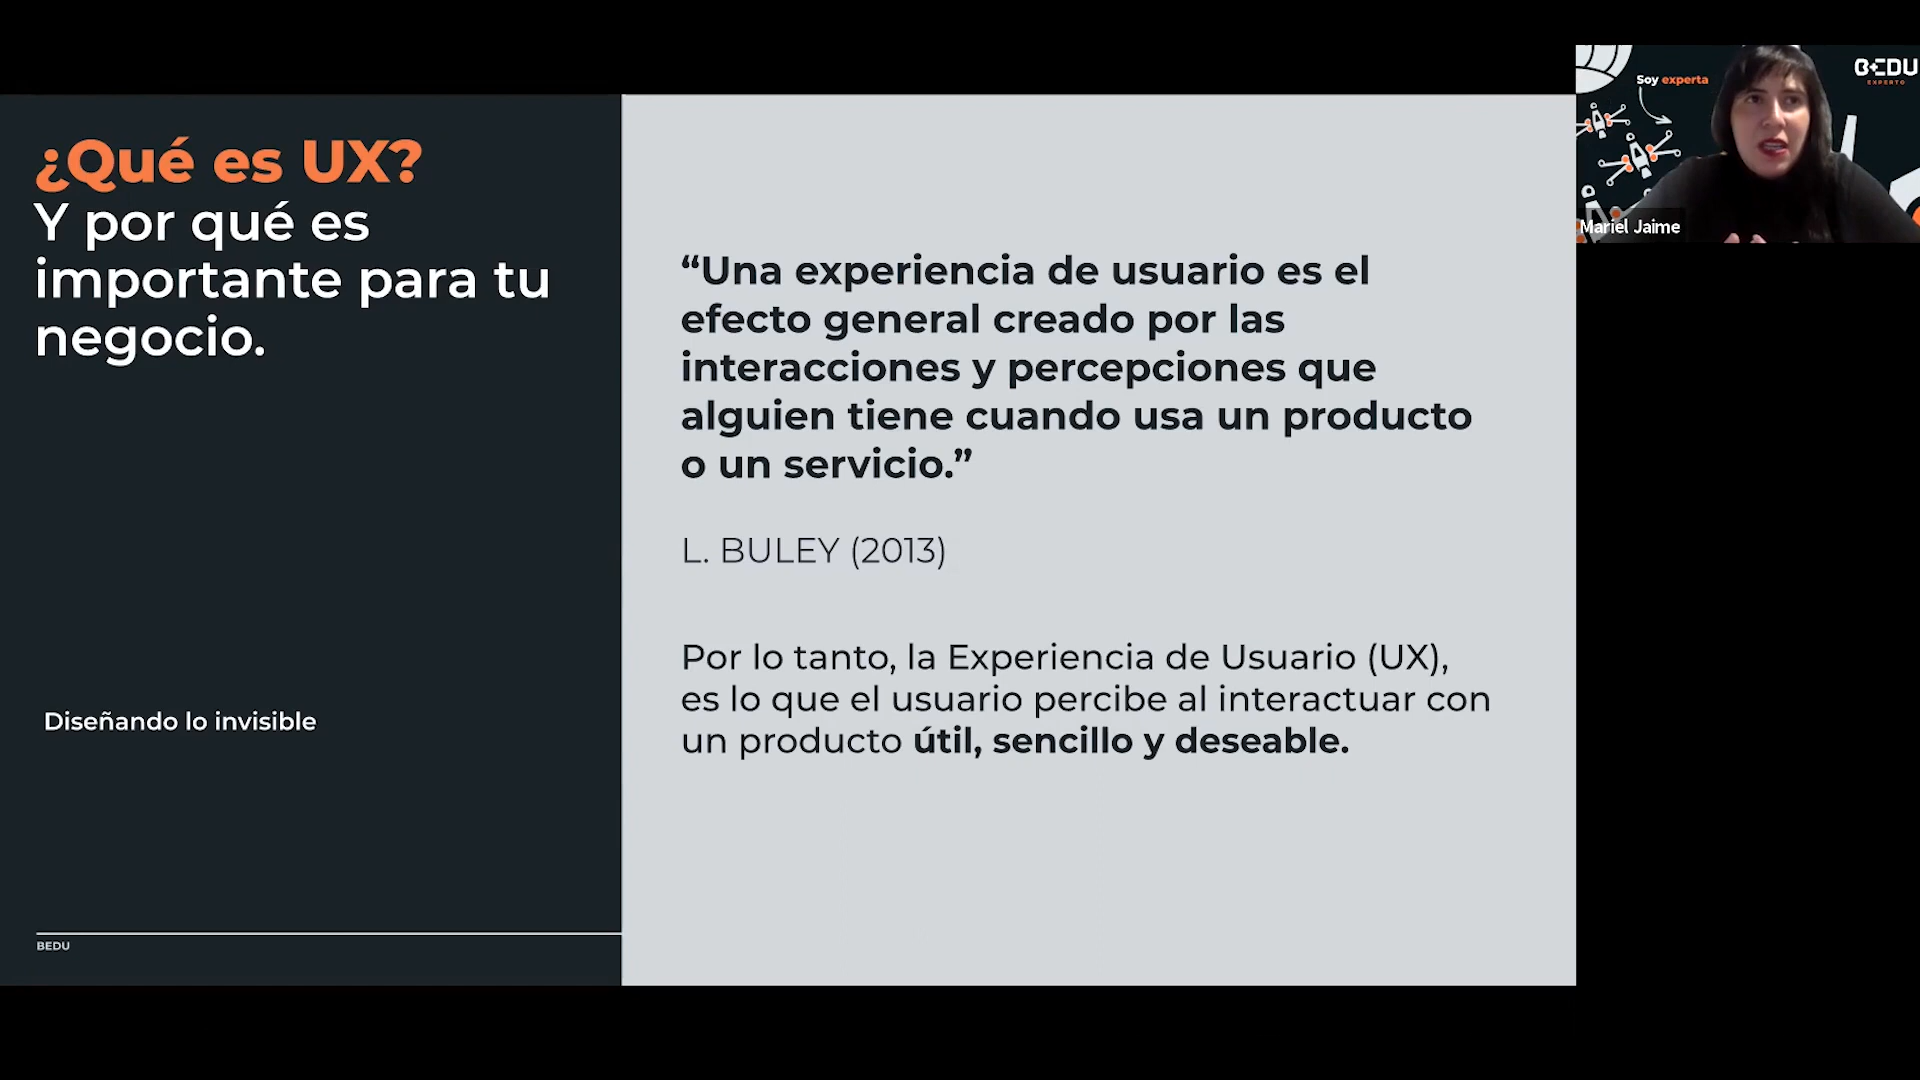 ¿Qué es UX?
Y por qué es
importante para tu
negocio.
Diseñando lo invisible
BEDU
“Una experiencia de usuario es el
efecto general creado por las
interacciones y percepciones que
alguien tiene cuando usa un producto
o un servicio.”
L. BULEY (2013)
Por lo tanto, la Experiencia de Usuario (UX),
es lo que el usuario percibe al interactuar con
un producto útil, sencillo y deseable.
Soy experta
BEDU
EXPERTO
Mariel Jaime